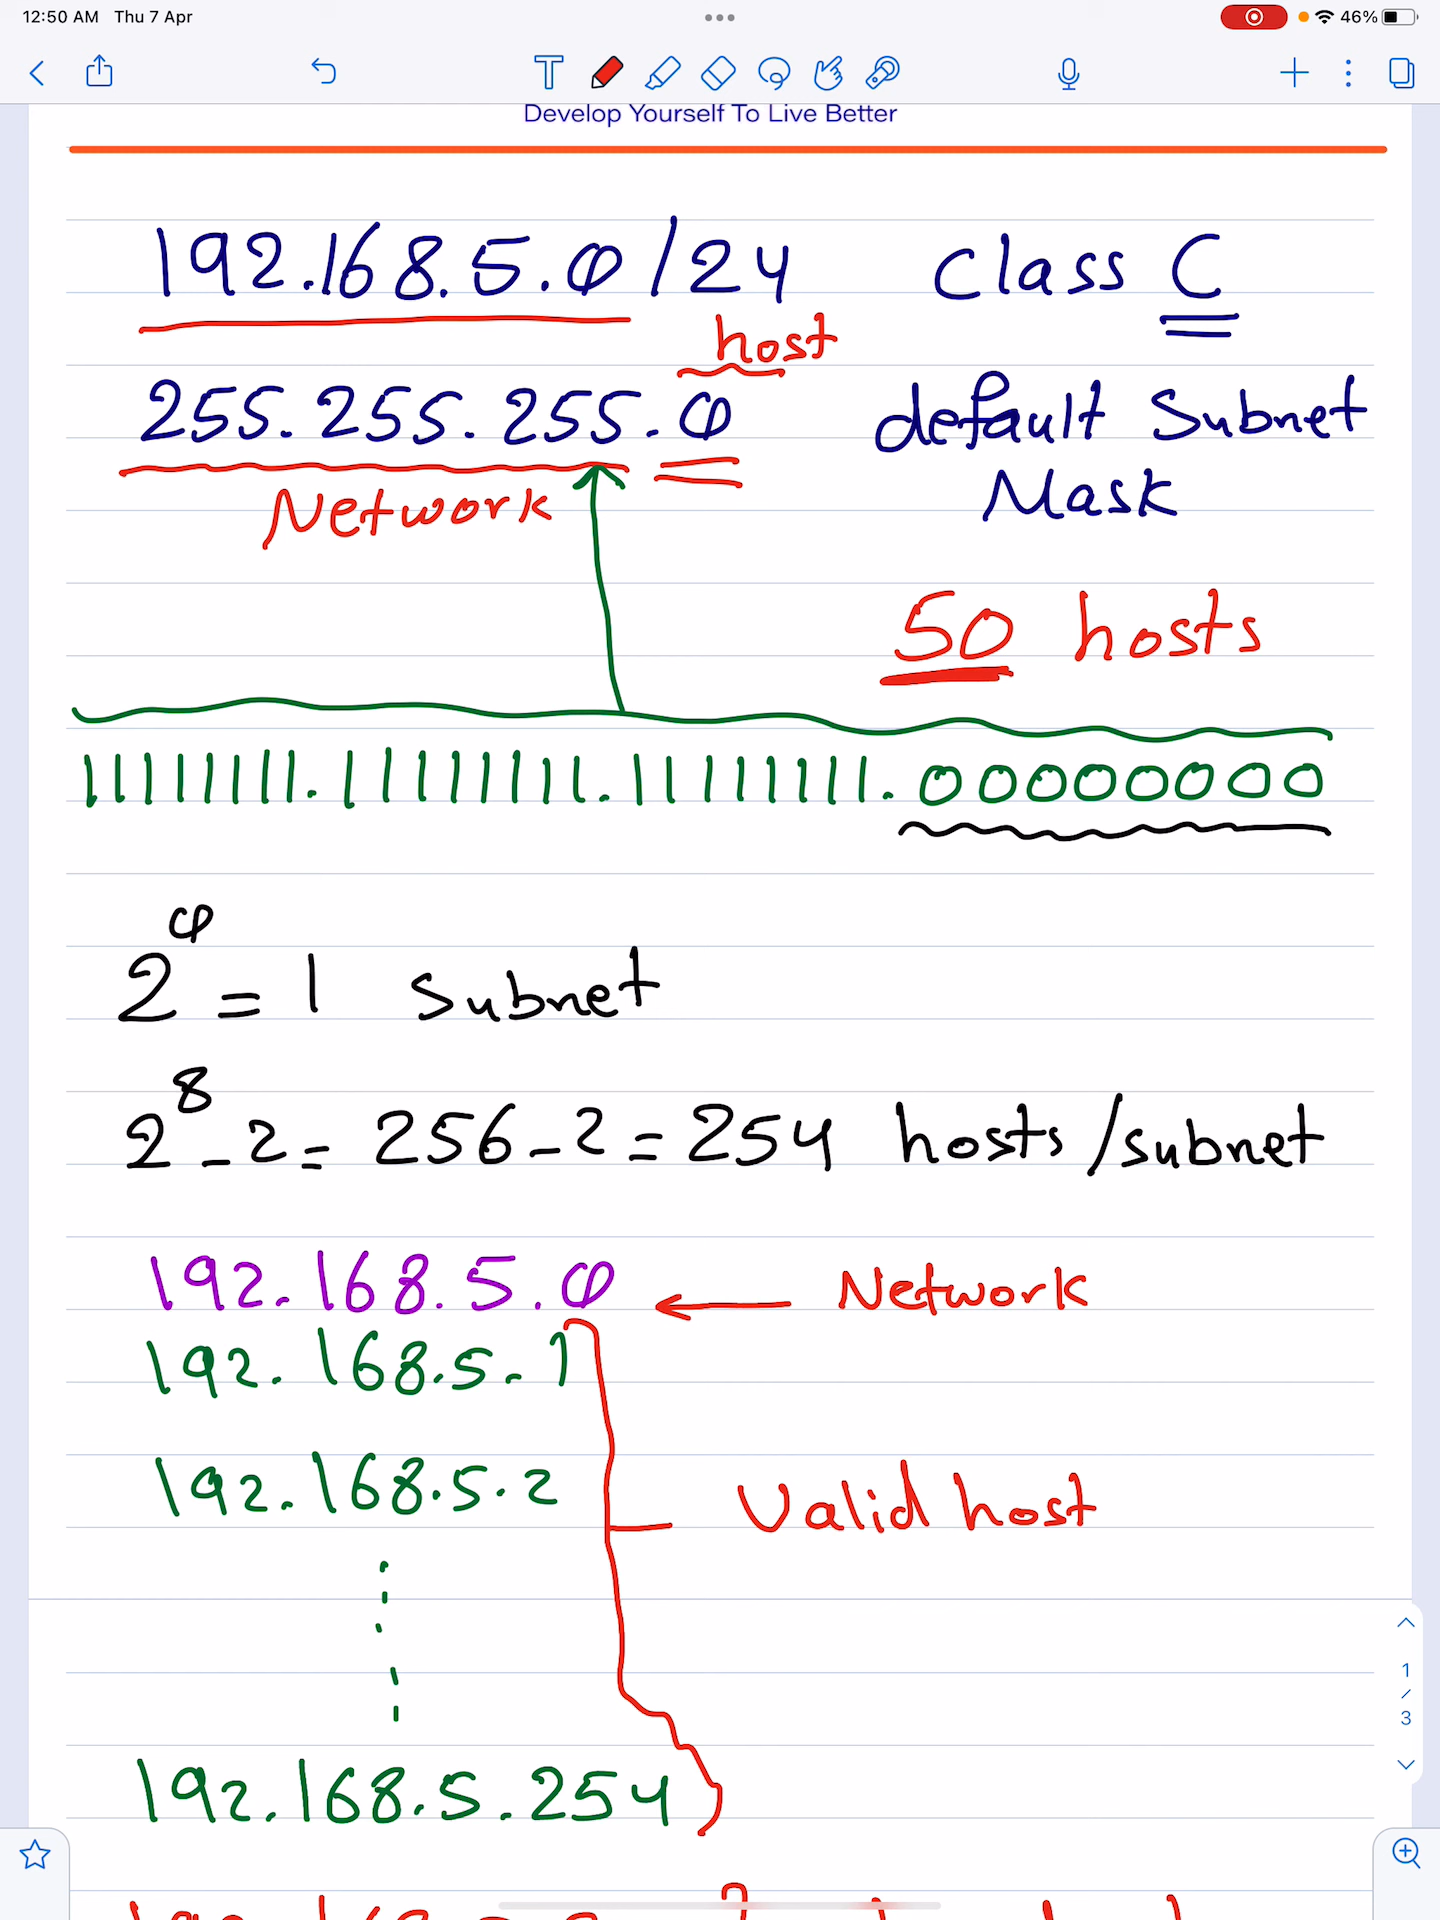 12:50 AM Thu 7 Apr 46%
Develop Yourself To Live Better
192.168.5.0/24 Class C
host
255.255.255.0 default Subnet
Mask
Network
50 hosts
11111111.11111111.11111111.00000000
2^0 = 1 Subnet
2^8 - 2 = 256 - 2 = 254 hosts/subnet
192.168.5.0 ← Network
192.168.5.1
192.168.5.2 Valid host
1/3
192.168.5.254